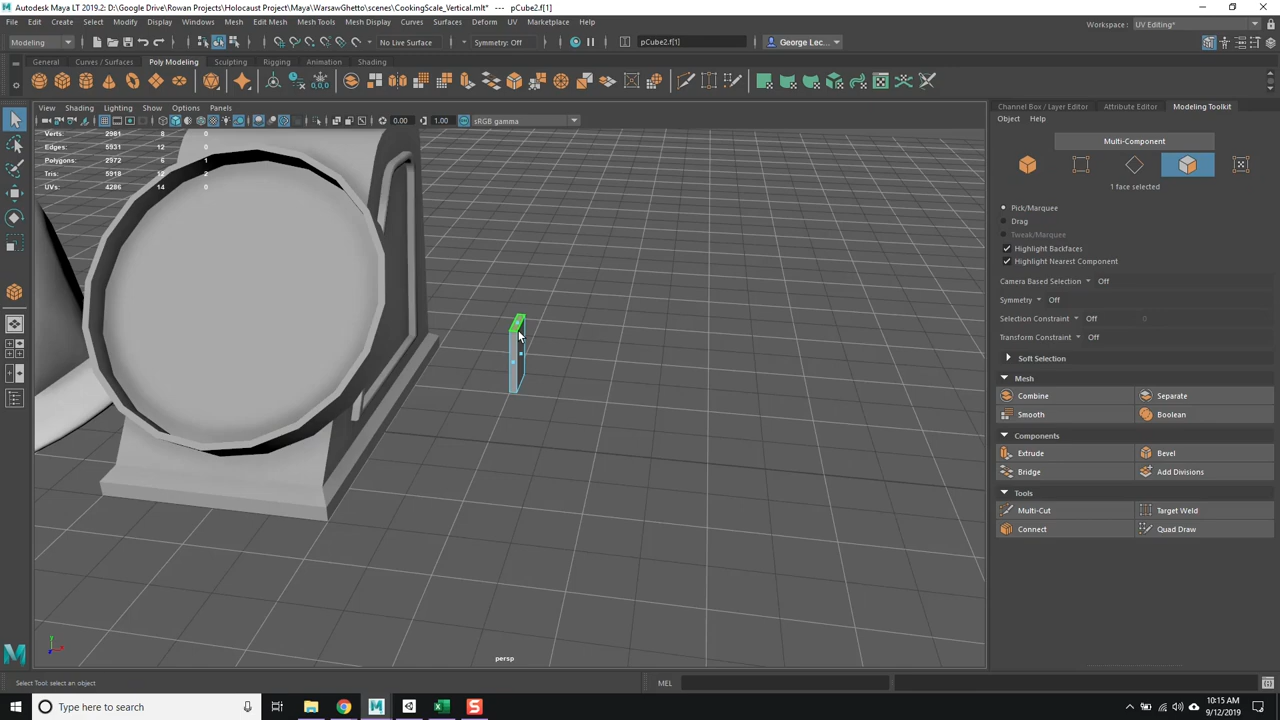 Autodesk Maya LT 2019.2: D:\Google Drive\Rowan Projects\Holocaust Project\Maya\WarsawGhetto\scenes\CookingScale_Vertical.mlt* --- pCube2.f[1]
File Edit Create Select Modify Display Windows Mesh Edit Mesh Mesh Tools Mesh Display Curves Surfaces Deform UV Marketplace Help
Workspace: UV Editing*
Modeling No Live Surface Symmetry: Off pCube2.f[1] George Lec...
General Curves / Surfaces Poly Modeling Sculpting Rigging Animation Shading
View Shading Lighting Show Options Panels
0.00 1.00 sRGB gamma
Verts: 2981 8 0
Edges: 5931 12 0
Polygons: 2972 6 1
Tris: 5918 12 2
UVs: 4286 14 0
persp
Channel Box / Layer Editor Attribute Editor Modeling Toolkit
Object Help
Multi-Component
1 face selected
Pick/Marquee
Drag
Tweak/Marquee
Highlight Backfaces
Highlight Nearest Component
Camera Based Selection Off
Symmetry Off
Selection Constraint Off 0
Transform Constraint Off
Soft Selection
Mesh
Combine Separate
Smooth Boolean
Components
Extrude Bevel
Bridge Add Divisions
Tools
Multi-Cut Target Weld
Connect Quad Draw
Select Tool: select an object
MEL
Type here to search
10:15 AM
9/12/2019